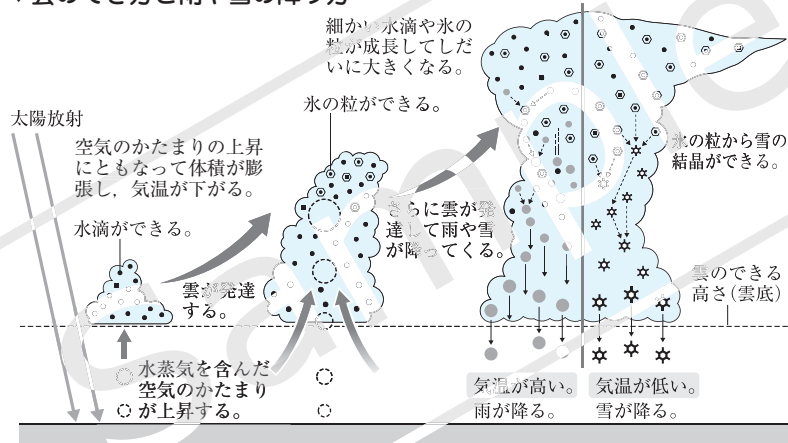 雲のでき方と雨や雪の降り方
細かい水滴や氷の
粒が成長してしだ
いに大きくなる。
氷の粒ができる。
太陽放射
空気のかたまりの上昇
にともなって体積が膨
張し，気温が下がる。
水滴ができる。
氷の粒から雪の
結晶ができる。
さらに雲が発
達して雨や雪
が降ってくる。
雲が発達
する。
雲のできる
高さ(雲底)
水蒸気を含んだ
空気のかたまり
が上昇する。
気温が高い。
雨が降る。
気温が低い。
雪が降る。
Sample